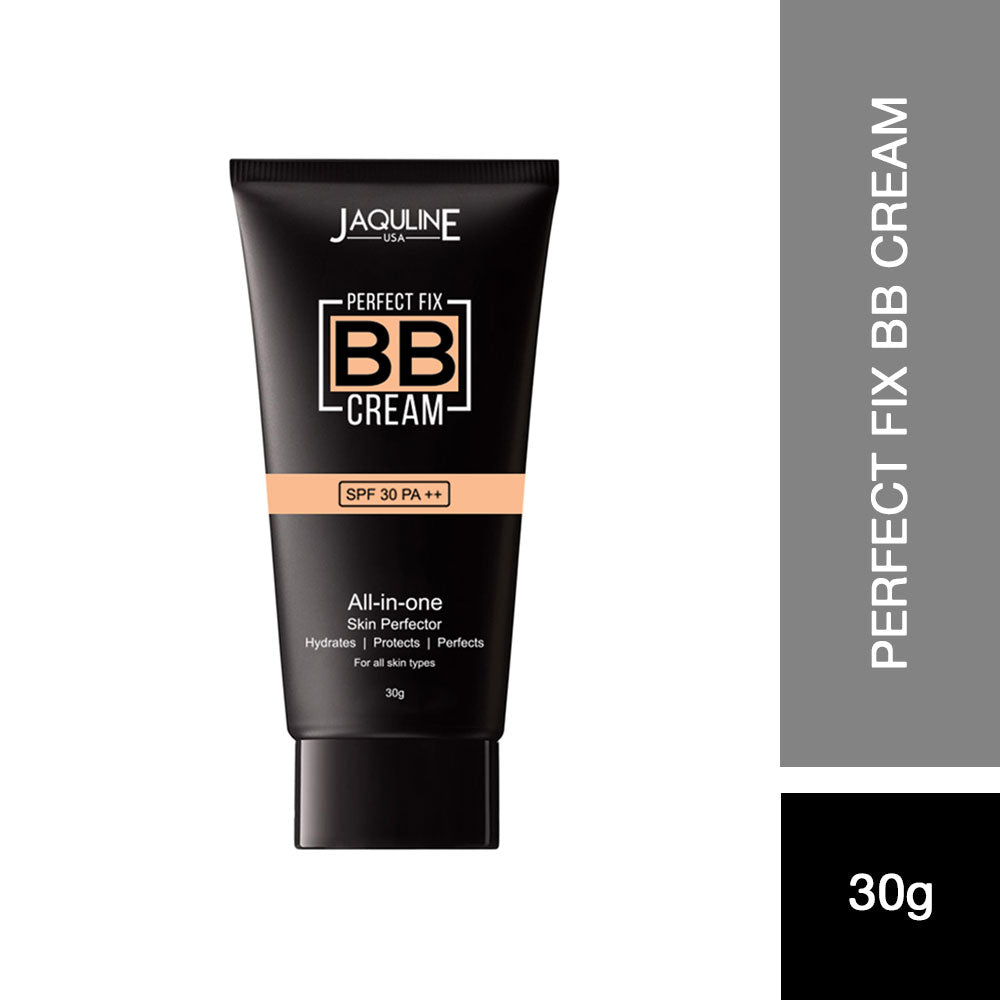 JAQULINE
USA
PERFECT FIX
BB
CREAM
SPF 30 PA ++
All-in-one
Skin Perfector
Hydrates | Protects | Perfects
For all skin types
30g
PERFECT FIX BB CREAM
30g